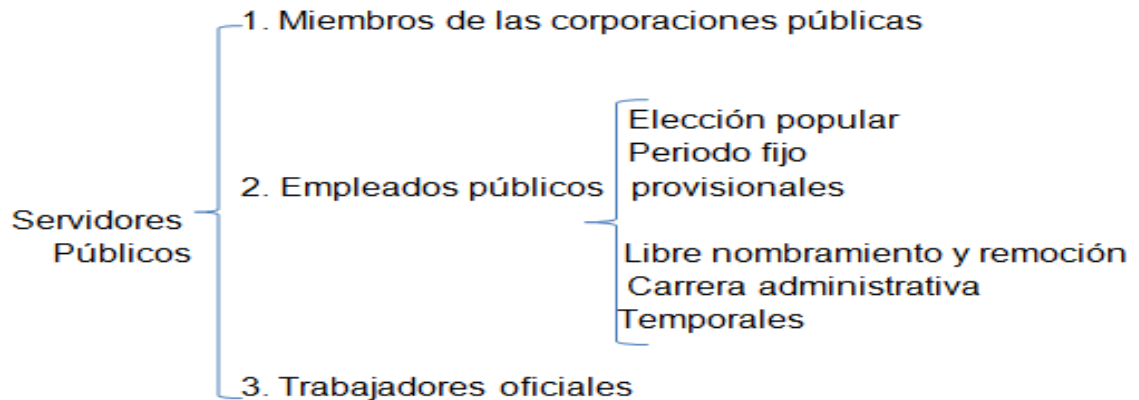 Servidores
Públicos
1. Miembros de las corporaciones públicas
2. Empleados públicos
Elección popular
Periodo fijo
provisionales
Libre nombramiento y remoción
Carrera administrativa
Temporales
3. Trabajadores oficiales